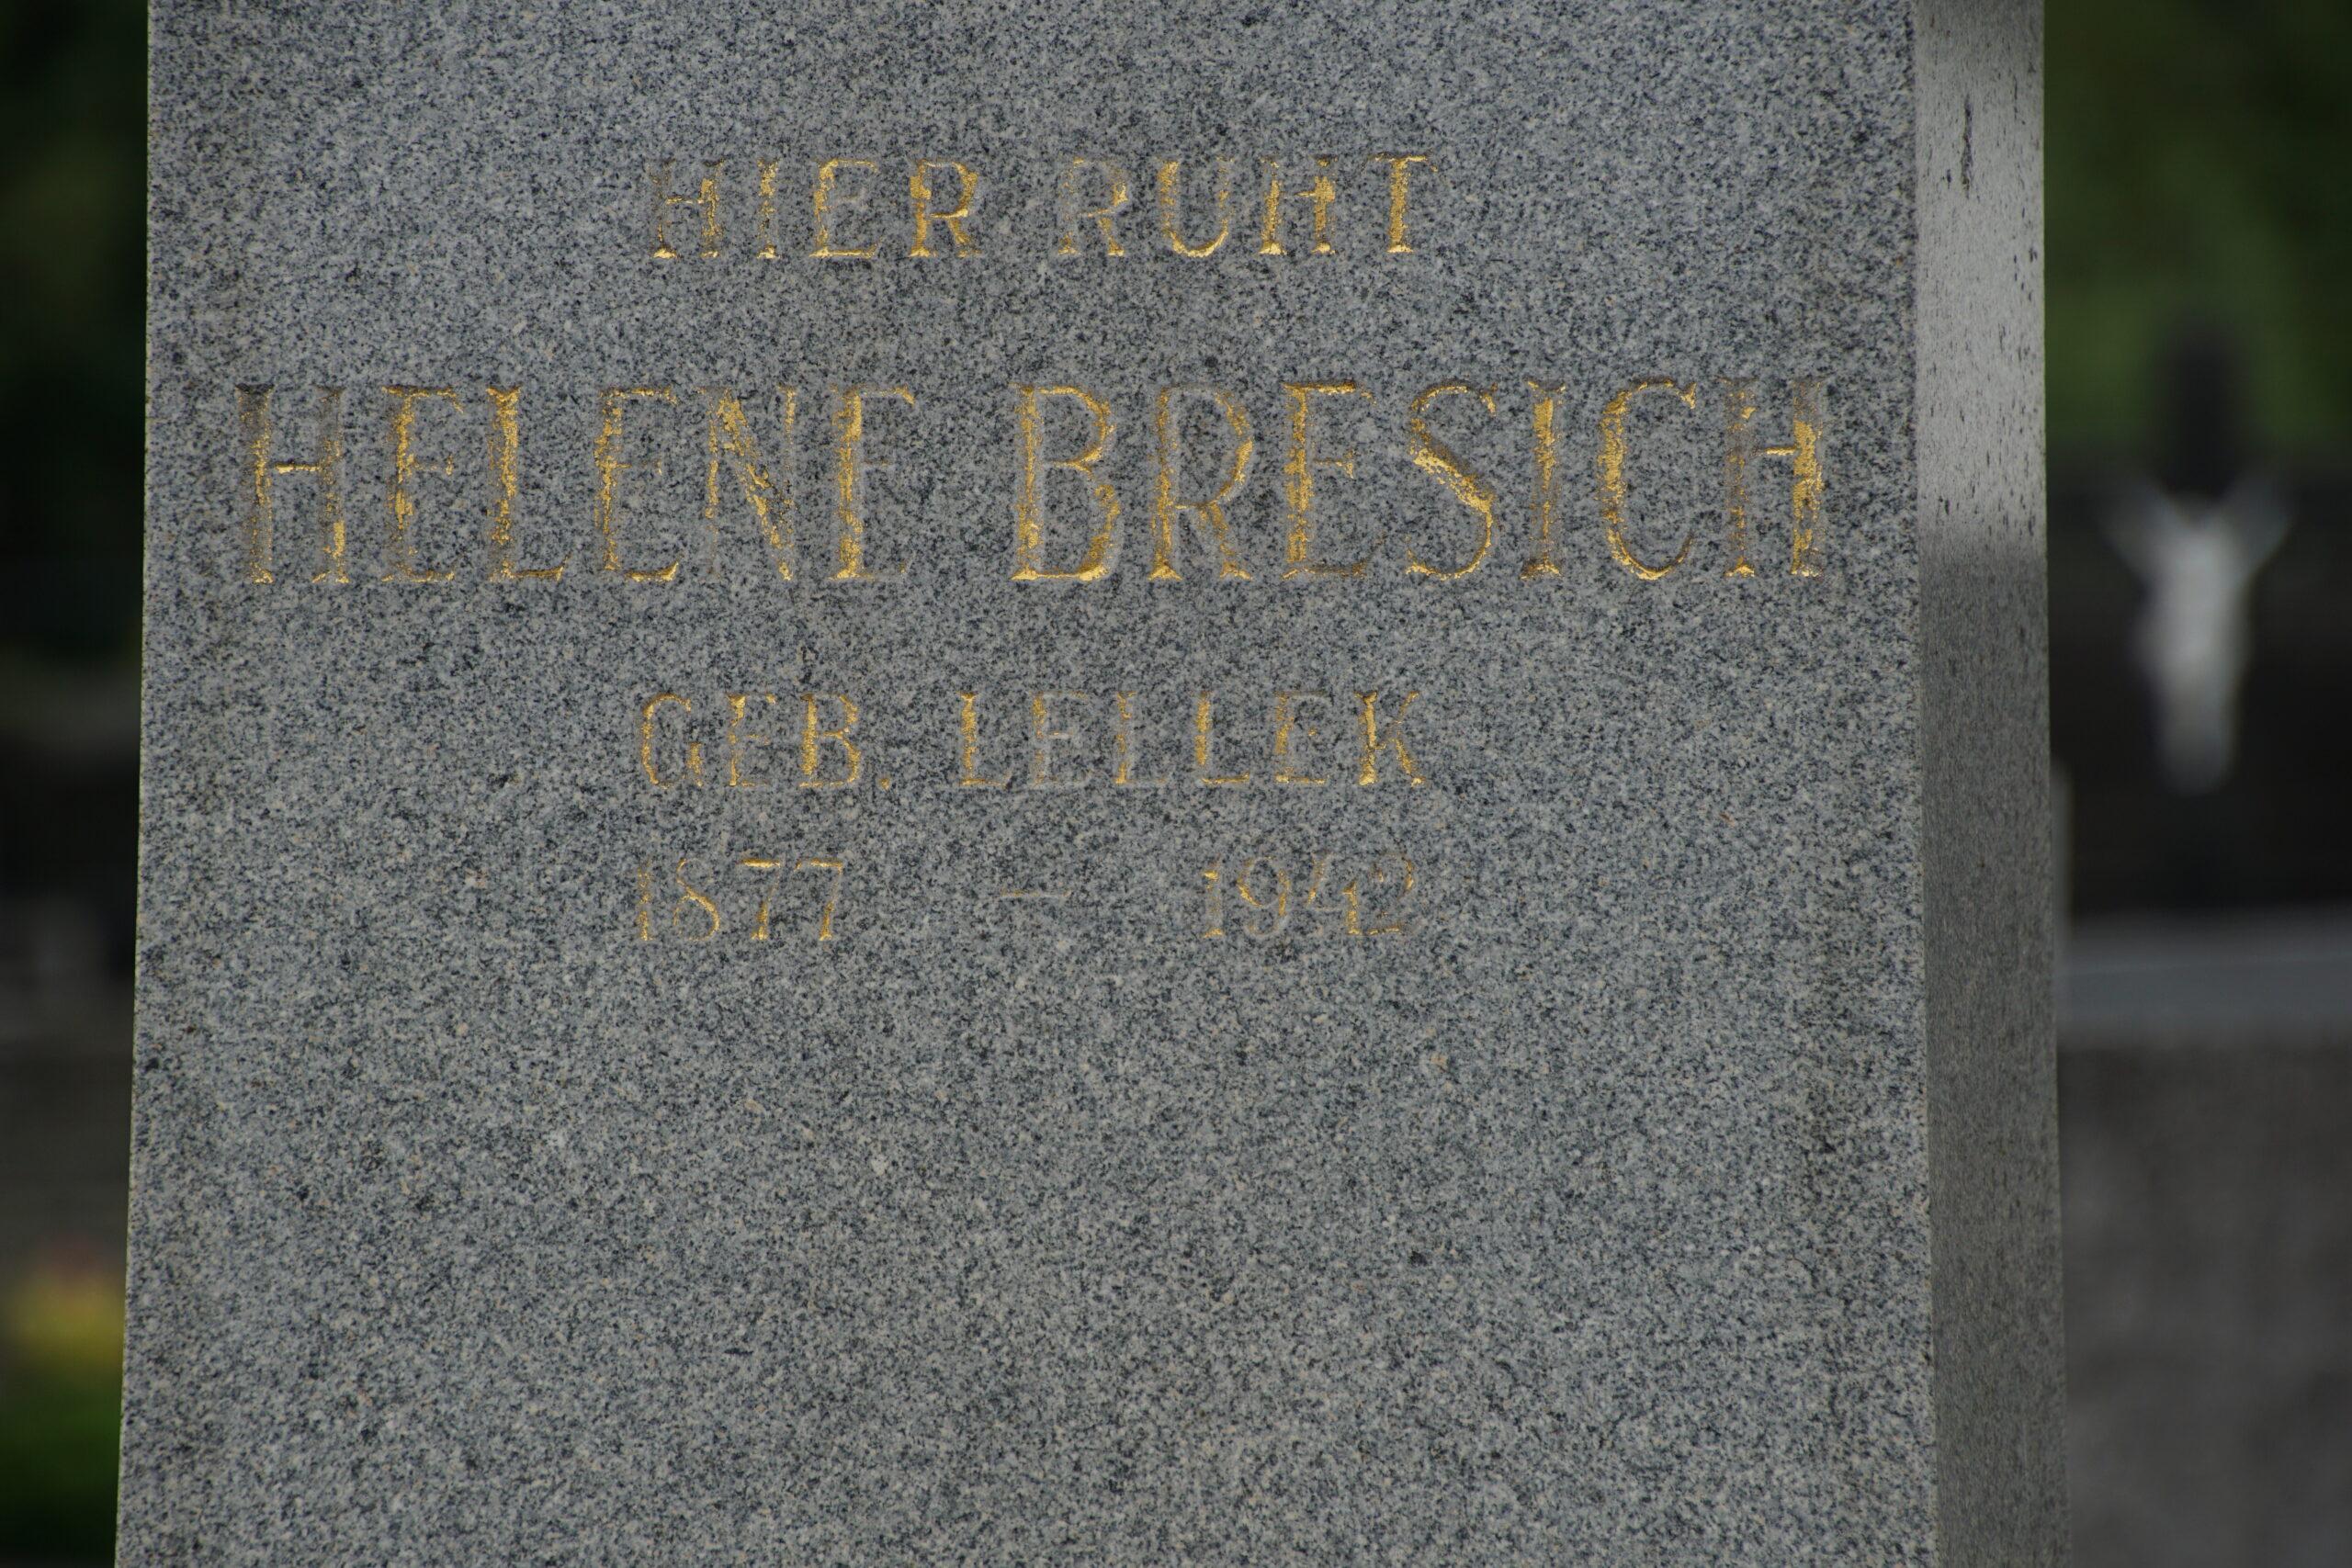 HIER RUHT
HELENE BRESICH
GEB. LELLEK
1877 — 1942